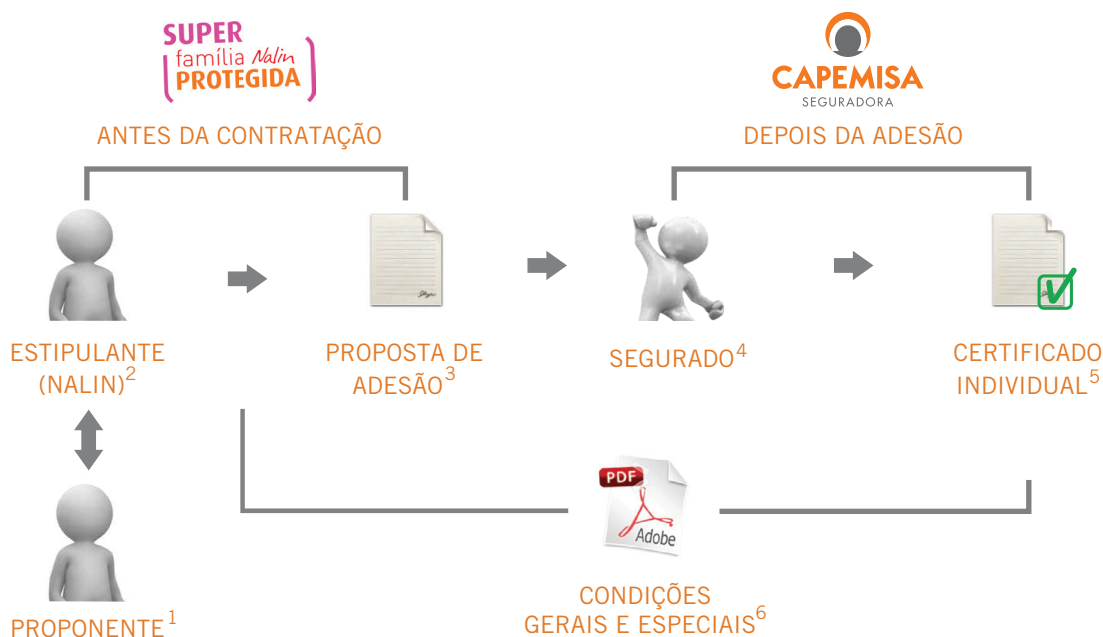 SUPER
família Nalin
PROTEGIDA
CAPEMISA
SEGURADORA
ANTES DA CONTRATAÇÃO
DEPOIS DA ADESÃO
ESTIPULANTE
(NALIN)2
PROPOSTA DE
ADESÃO3
SEGURADO4
CERTIFICADO
INDIVIDUAL5
PDF
Adobe
PROPONENTE1
CONDIÇÕES
GERAIS E ESPECIAIS6